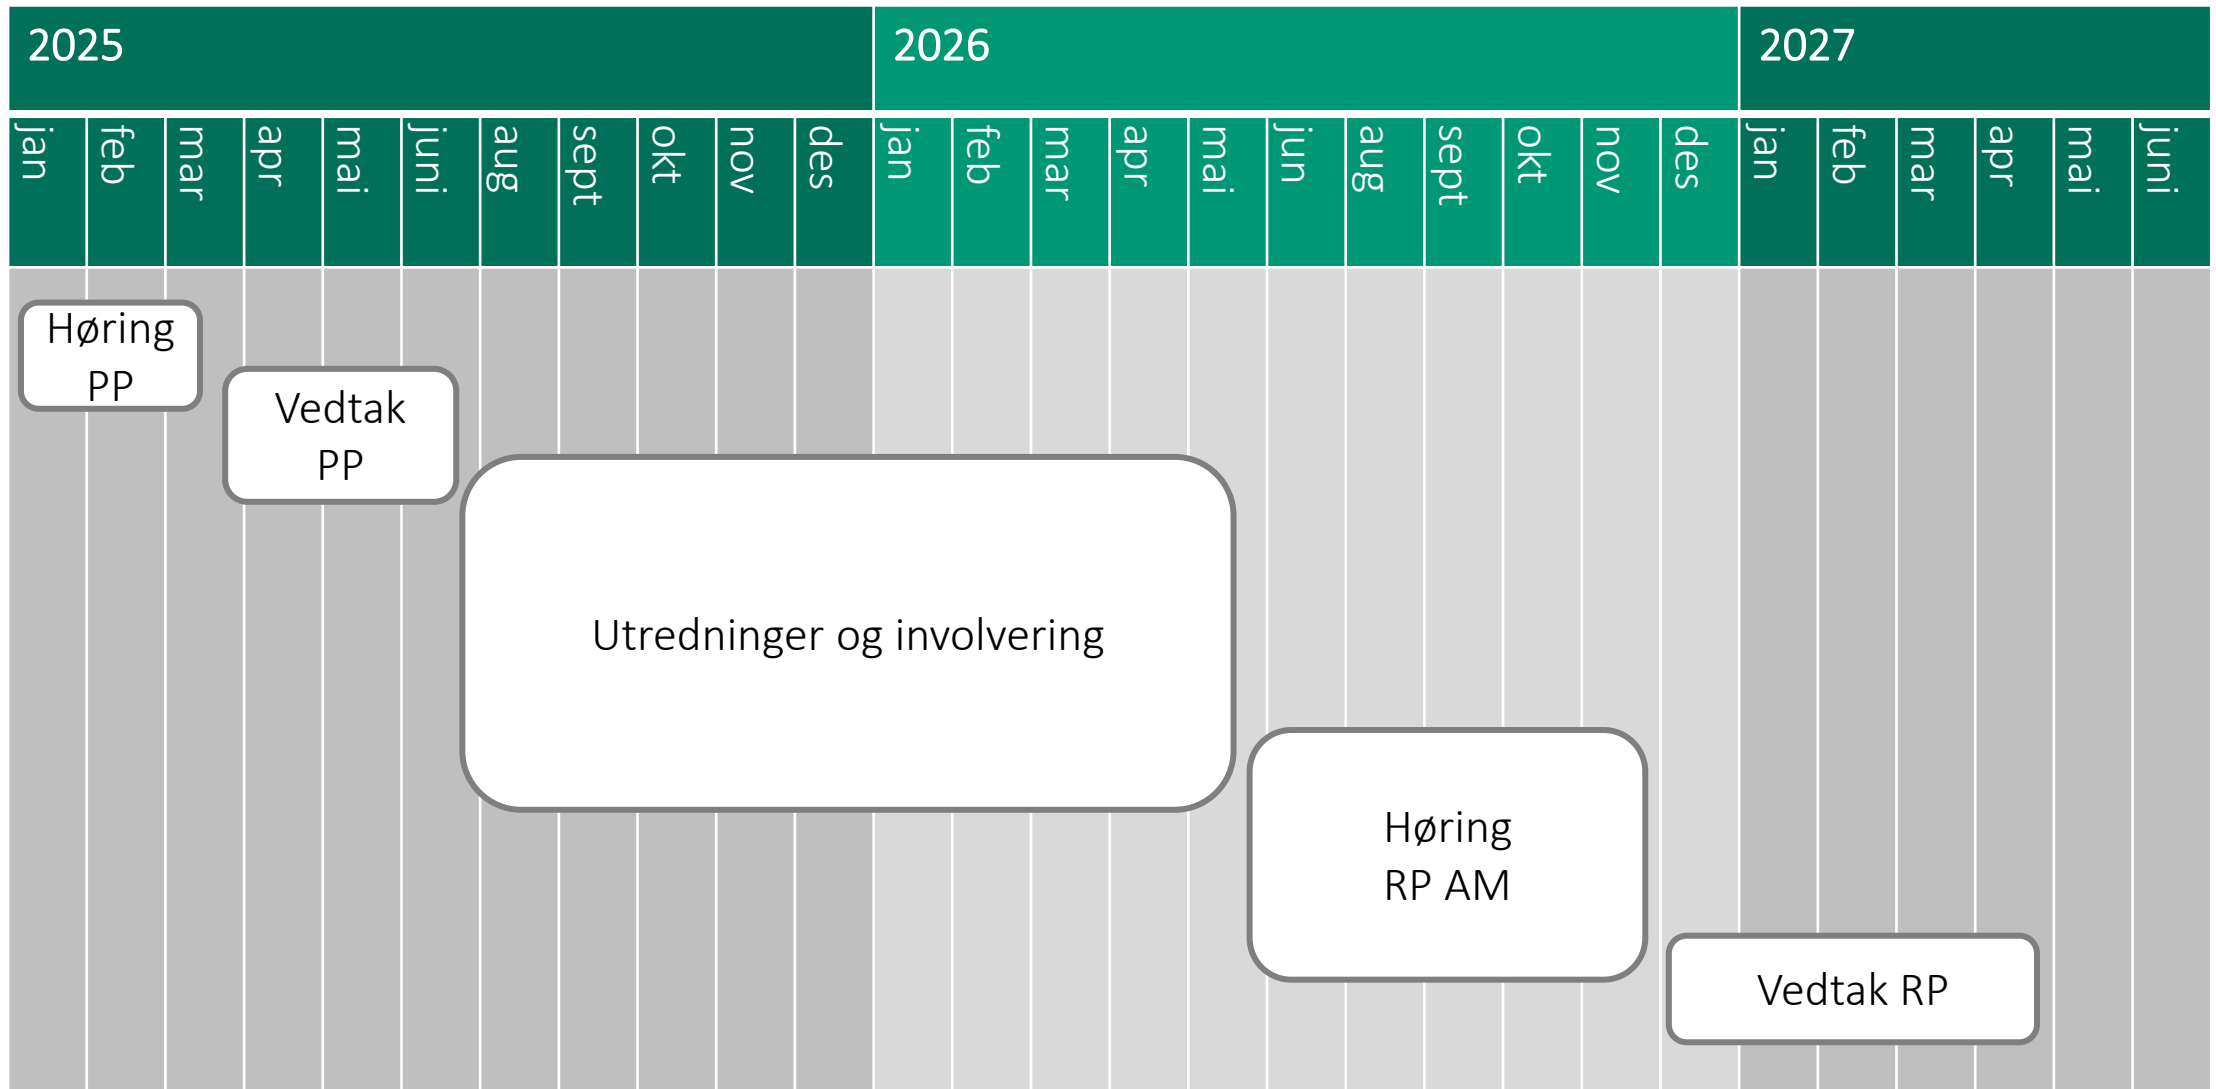 2025
2026
2027
jan
feb
mar
apr
mai
juni
aug
sept
okt
nov
des
jan
feb
mar
apr
mai
jun
aug
sept
okt
nov
des
jan
feb
mar
apr
mai
juni
Høring
PP
Vedtak
PP
Utredninger og involvering
Høring
RP AM
Vedtak RP